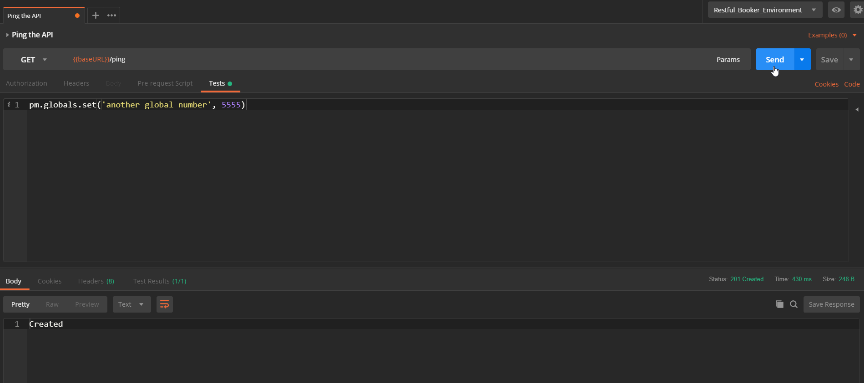 Ping the API
Restful Booker Environment
Ping the API
Examples (0)
GET {{baseURL}}/ping Params Send Save
Authorization Headers Body Pre-request Script Tests
Cookies Code
i 1 pm.globals.set('another global number', 5555)
Body Cookies Headers (8) Test Results (1/1) Status: 201 Created Time: 430 ms Size: 248 B
Pretty Raw Preview Text Save Response
1 Created